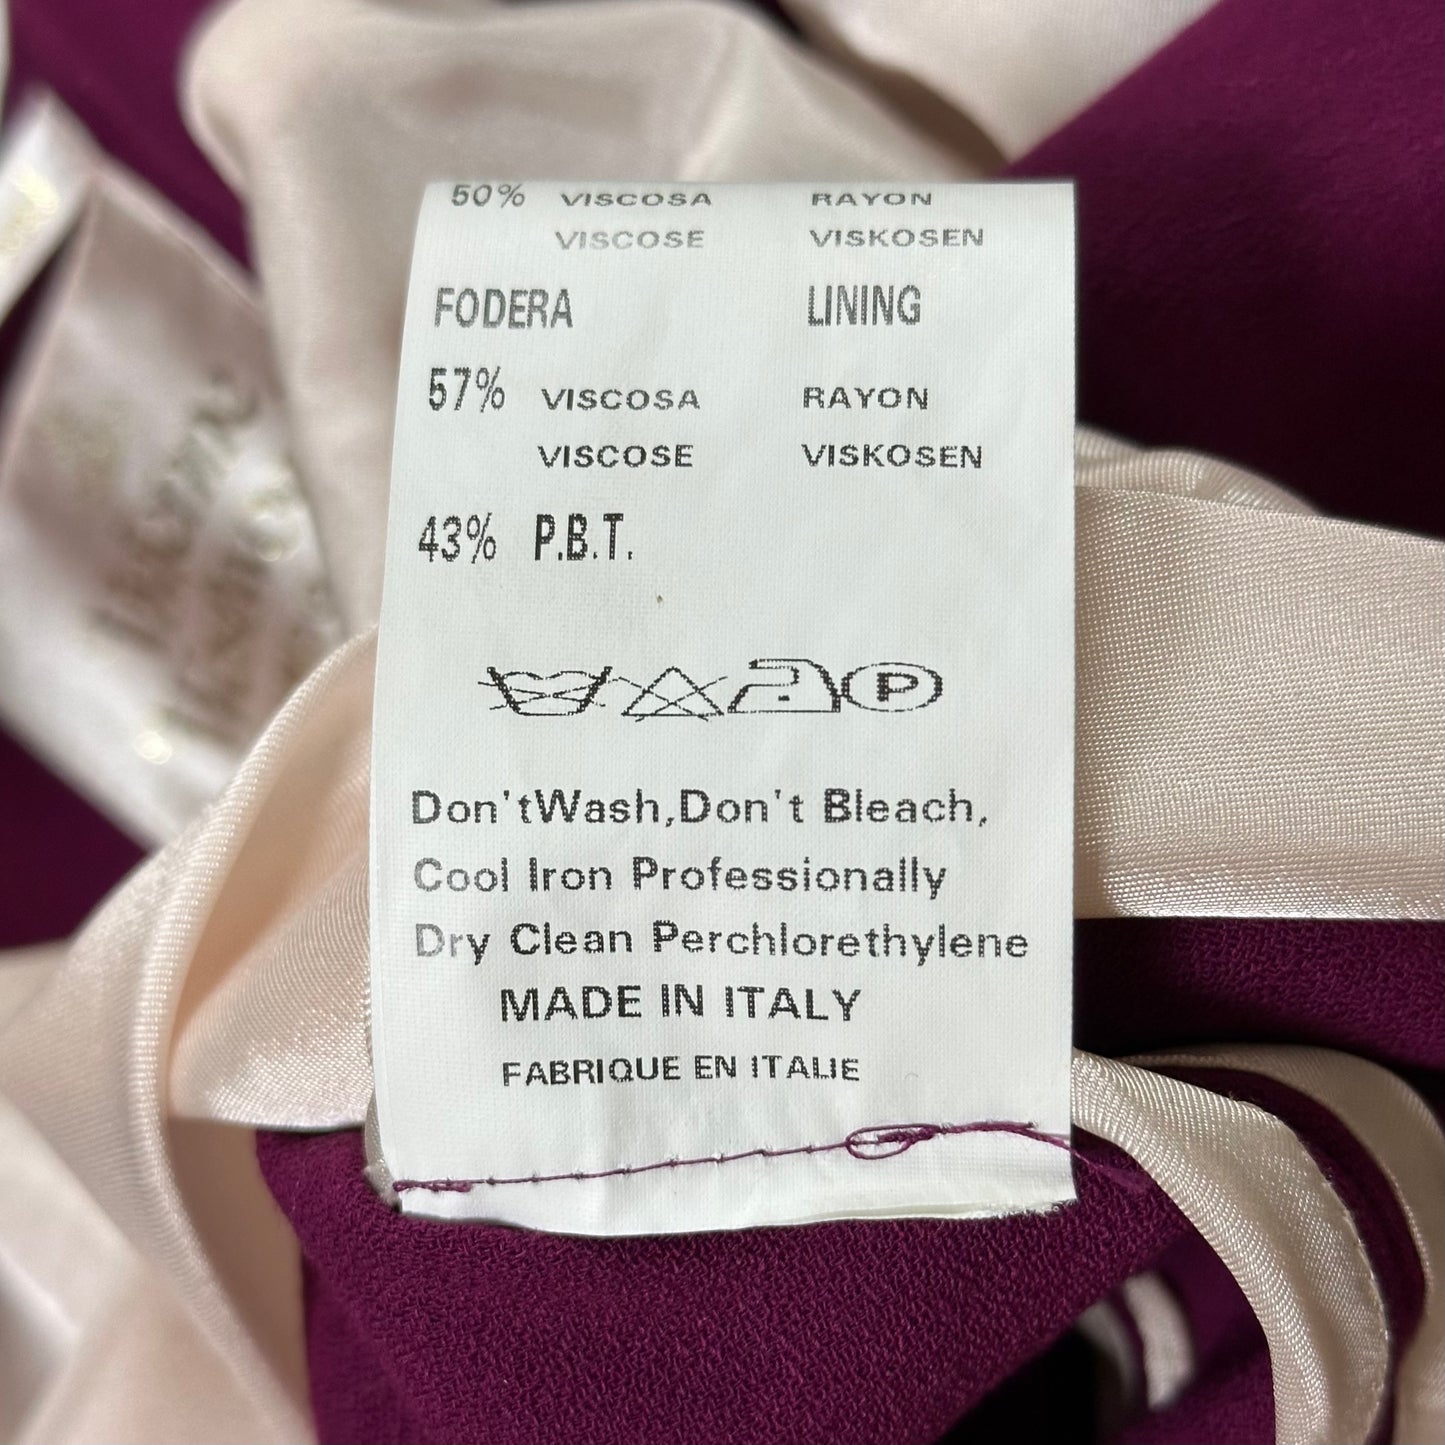 50% VISCOSA RAYON
VISCOSE VISKOSEN
FODERA LINING
57% VISCOSA RAYON
VISCOSE VISKOSEN
43% P.B.T.
P
Don'tWash,Don't Bleach,
Cool Iron Professionally
Dry Clean Perchlorethylene
MADE IN ITALY
FABRIQUE EN ITALIE